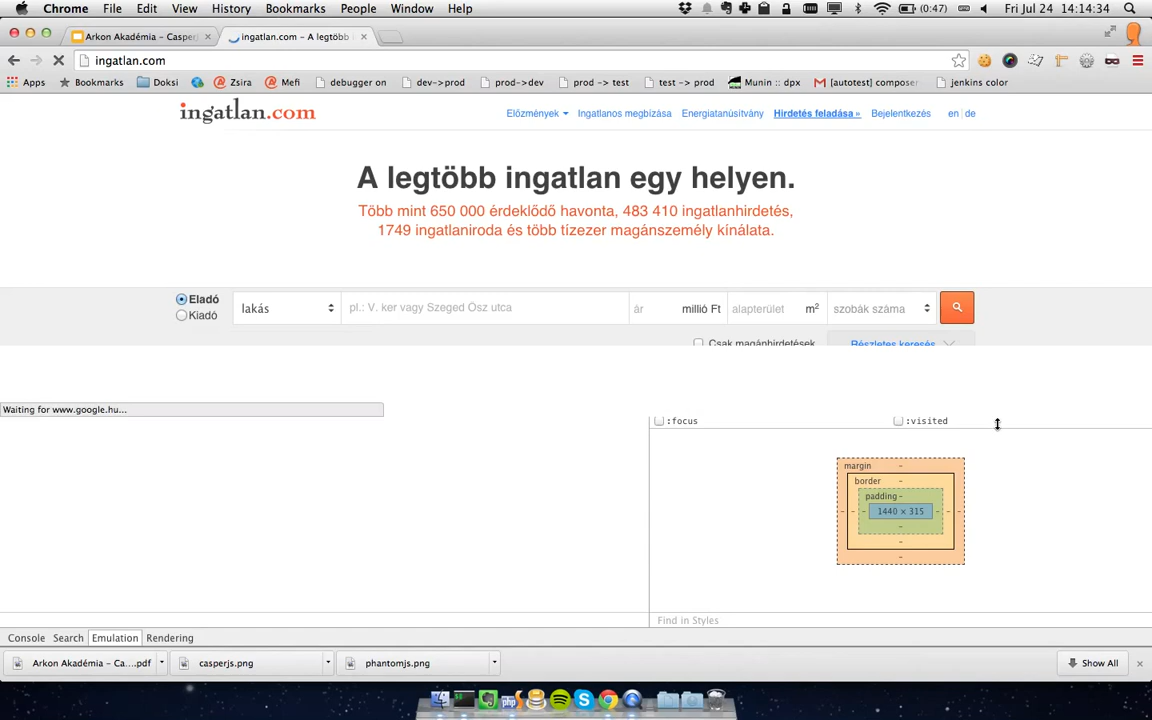 Chrome File Edit View History Bookmarks People Window Help (0:47) Fri Jul 24 14:14:34
Arkon Akadémia – Casper ingatlan.com – A legtöbb i
ingatlan.com
Apps Bookmarks Doksi Zsira Mefi debugger on dev->prod prod->dev prod -> test test -> prod Munin :: dpx [autotest] composer jenkins color
ingatlan.com Előzmények Ingatlanos megbízása Energiatanúsítvány Hirdetés feladása » Bejelentkezés en de
A legtöbb ingatlan egy helyen.
Több mint 650 000 érdeklődő havonta, 483 410 ingatlanhirdetés,
1749 ingatlaniroda és több tízezer magánszemély kínálata.
Eladó
Kiadó
lakás pl.: V. ker vagy Szeged Ősz utca ár millió Ft alapterület m² szobák száma
Csak magánhirdetések Részletes keresés
Waiting for www.google.hu...
:focus :visited
margin –
border –
padding –
– – – 1440 × 315 – – –
–
–
–
Find in Styles
Console Search Emulation Rendering
Arkon Akadémia – Ca....pdf casperjs.png phantomjs.png Show All